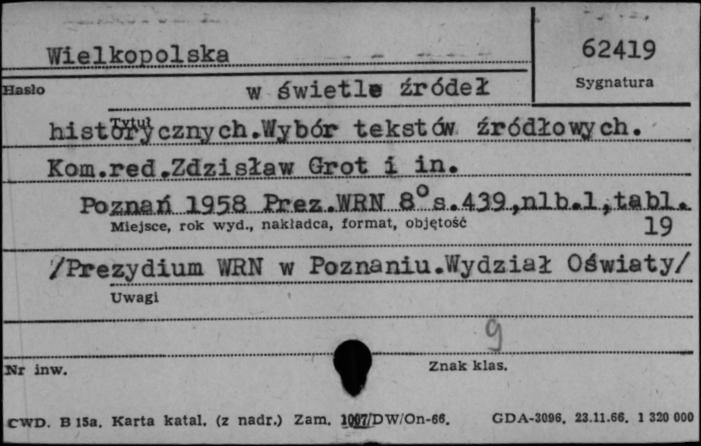 Wielkopolska
62419
Hasło
Sygnatura
w świetle źródeł
Tytuł
historycznych.Wybór tekstów źródłowych.
Kom.red.Zdzisław Grot i in.
Poznań 1958 Prez.WRN 8° s.439,nlb.1,tabl.
Miejsce, rok wyd., nakładca, format, objętość
19
/Prezydium WRN w Poznaniu.Wydział Oświaty/
Uwagi
9
Nr inw.
Znak klas.
CWD. B 15a. Karta katal. (z nadr.) Zam. 1007/DW/On-66. GDA-3096. 23.11.66. 1 320 000